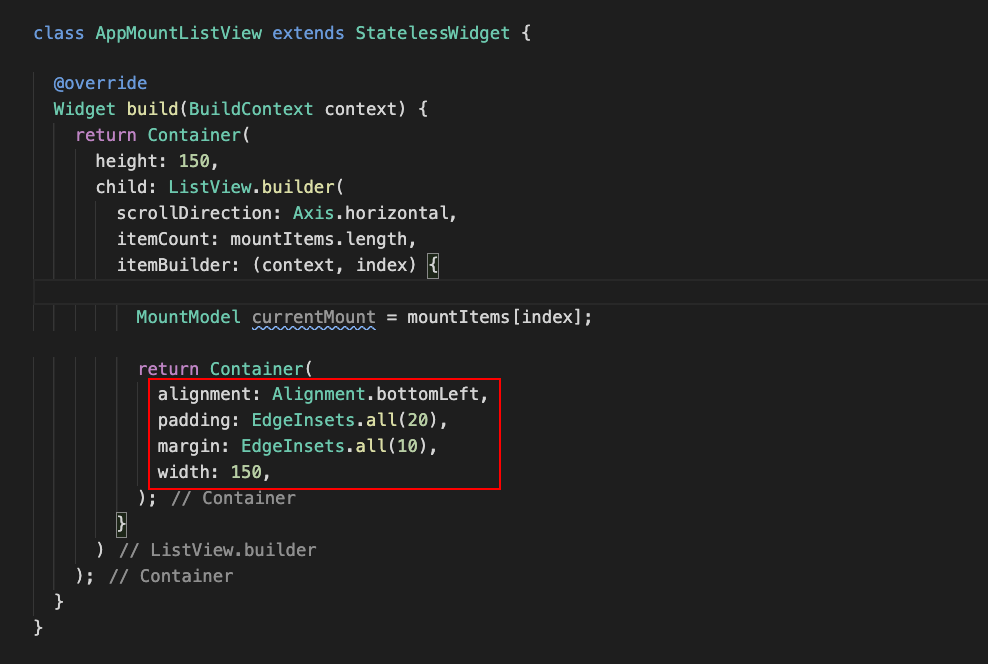 class AppMountListView extends StatelessWidget {
@override
Widget build(BuildContext context) {
return Container(
height: 150,
child: ListView.builder(
scrollDirection: Axis.horizontal,
itemCount: mountItems.length,
itemBuilder: (context, index) {
MountModel currentMount = mountItems[index];
return Container(
alignment: Alignment.bottomLeft,
padding: EdgeInsets.all(20),
margin: EdgeInsets.all(10),
width: 150,
); // Container
}
) // ListView.builder
); // Container
}
}